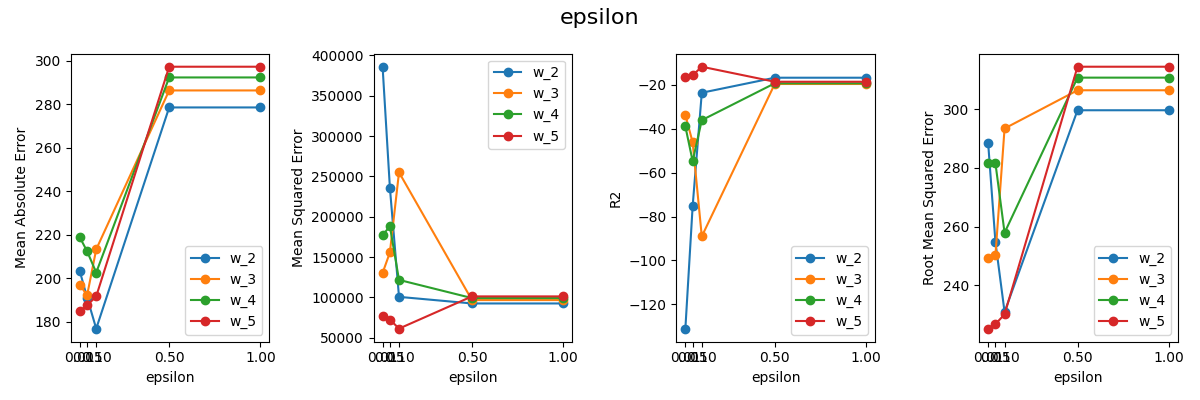 epsilon
Mean Absolute Error
300
280
260
240
220
200
180
0.50
1.00
epsilon
w_2
w_3
w_4
w_5
Mean Squared Error
400000
350000
300000
250000
200000
150000
100000
50000
0.50
1.00
epsilon
w_2
w_3
w_4
w_5
R2
−20
−40
−60
−80
−100
−120
0.50
1.00
epsilon
w_2
w_3
w_4
w_5
Root Mean Squared Error
300
280
260
240
0.50
1.00
epsilon
w_2
w_3
w_4
w_5